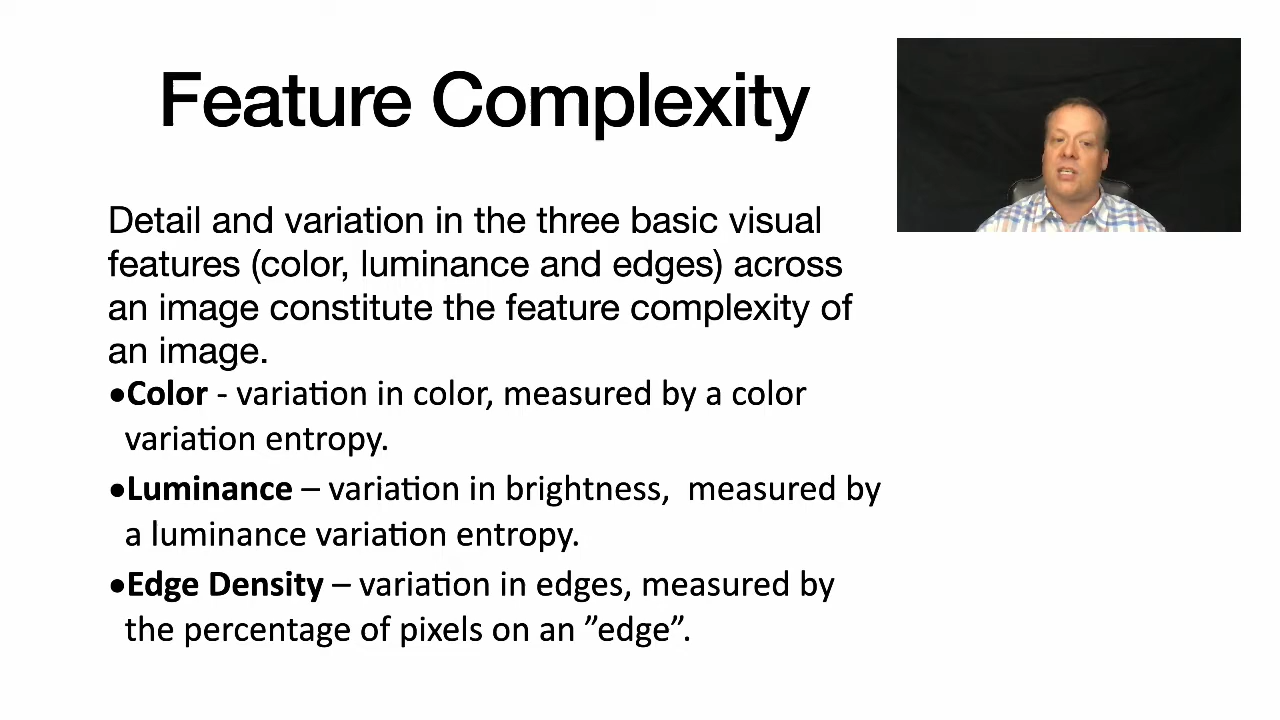 Feature Complexity
Detail and variation in the three basic visual
features (color, luminance and edges) across
an image constitute the feature complexity of
an image.
•Color - variation in color, measured by a color
variation entropy.
•Luminance – variation in brightness,  measured by
a luminance variation entropy.
•Edge Density – variation in edges, measured by
the percentage of pixels on an ”edge”.